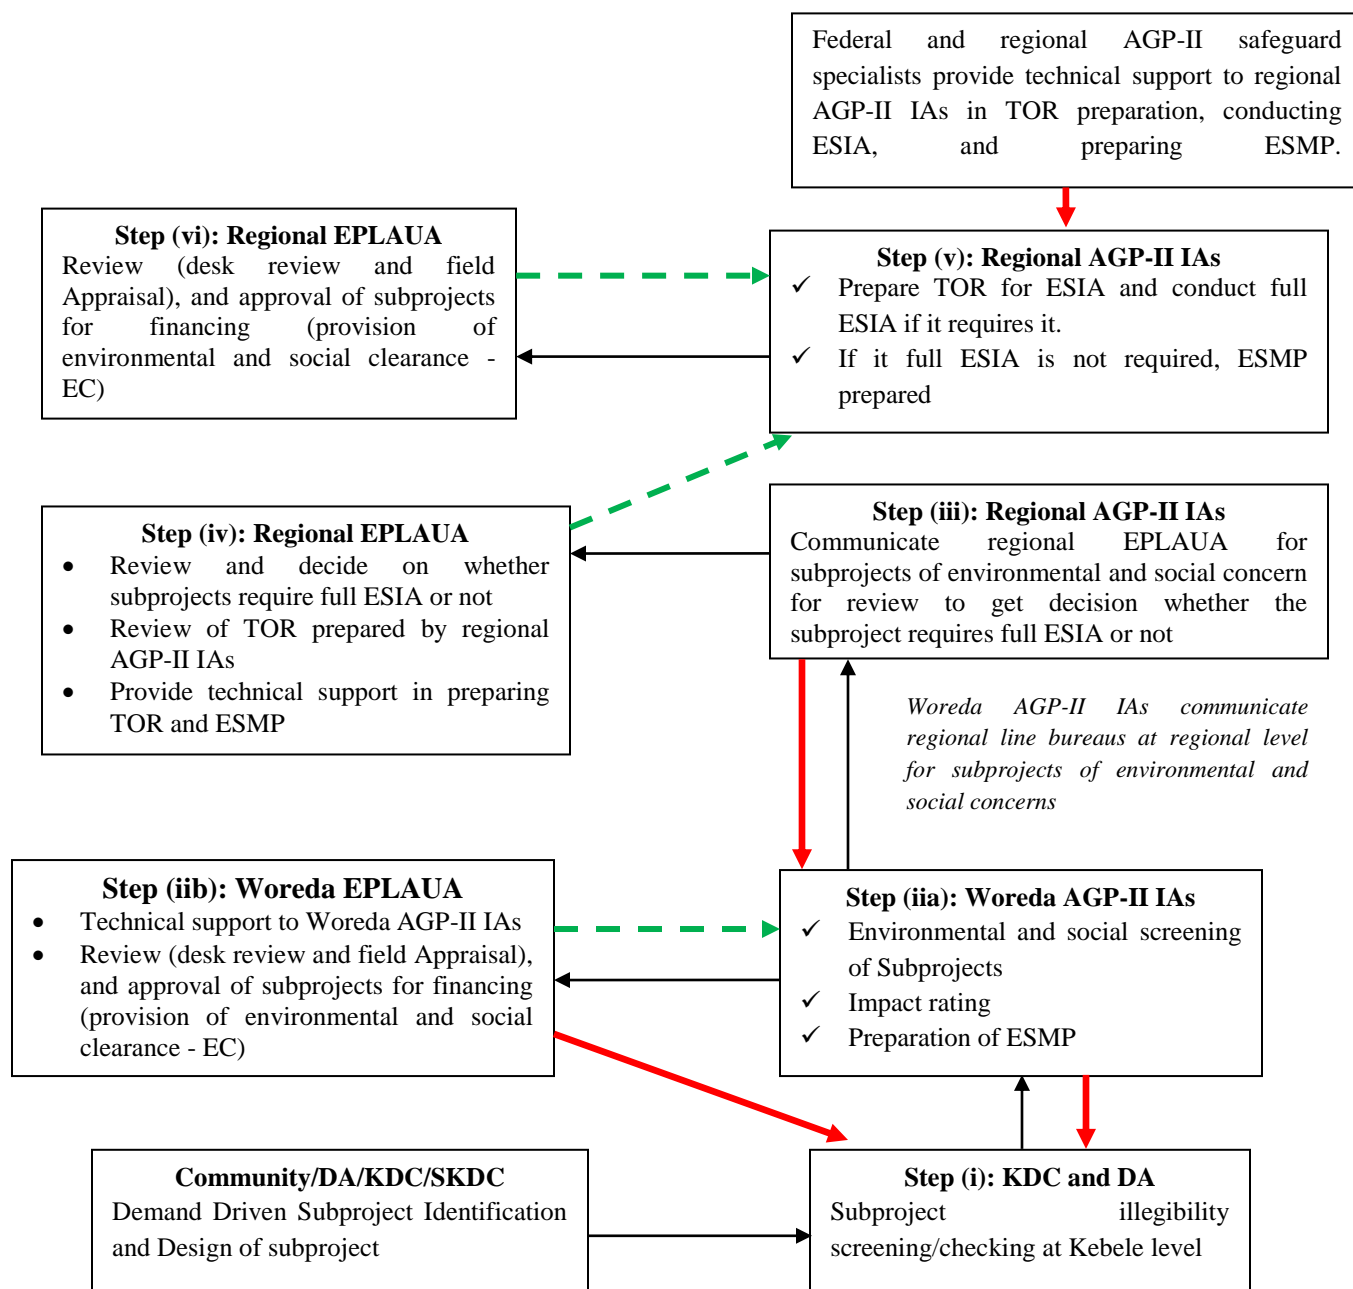 Federal and regional AGP-II safeguard
specialists provide technical support to regional
AGP-II IAs in TOR preparation, conducting
ESIA, and preparing ESMP.
Step (vi): Regional EPLAUA
Review (desk review and field
Appraisal), and approval of subprojects
for financing (provision of
environmental and social clearance -
EC)
Step (v): Regional AGP-II IAs
✓ Prepare TOR for ESIA and conduct full
ESIA if it requires it.
✓ If it full ESIA is not required, ESMP
prepared
Step (iv): Regional EPLAUA
• Review and decide on whether
subprojects require full ESIA or not
• Review of TOR prepared by regional
AGP-II IAs
• Provide technical support in preparing
TOR and ESMP
Step (iii): Regional AGP-II IAs
Communicate regional EPLAUA for
subprojects of environmental and social concern
for review to get decision whether the
subproject requires full ESIA or not
Woreda AGP-II IAs communicate
regional line bureaus at regional level
for subprojects of environmental and
social concerns
Step (iib): Woreda EPLAUA
• Technical support to Woreda AGP-II IAs
• Review (desk review and field Appraisal),
and approval of subprojects for financing
(provision of environmental and social
clearance - EC)
Step (iia): Woreda AGP-II IAs
✓ Environmental and social screening
of Subprojects
✓ Impact rating
✓ Preparation of ESMP
Community/DA/KDC/SKDC
Demand Driven Subproject Identification
and Design of subproject
Step (i): KDC and DA
Subproject illegibility
screening/checking at Kebele level